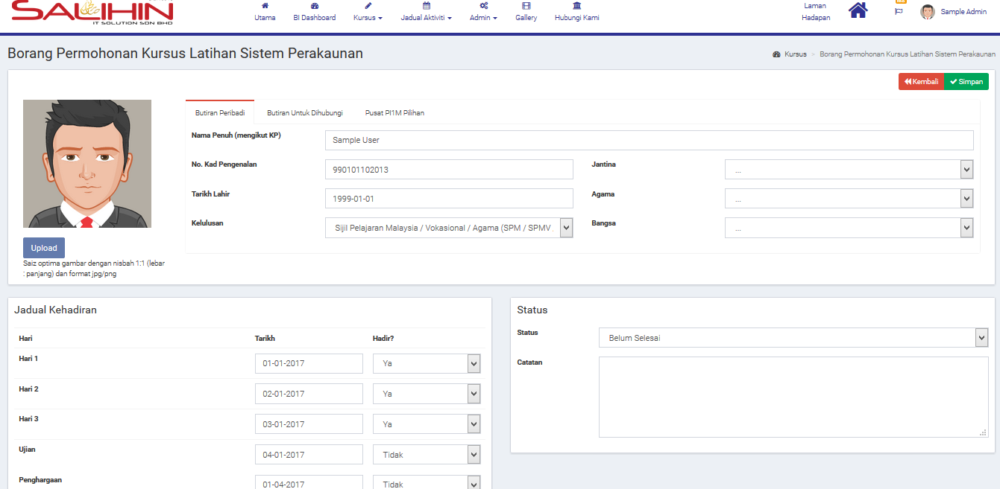 SALIHIN
IT SOLUTION SDN BHD
Utama
BI Dashboard
Kursus
Jadual Aktiviti
Admin
Gallery
Hubungi Kami
Laman
Hadapan
Sample Admin
Borang Permohonan Kursus Latihan Sistem Perakaunan
Kursus > Borang Permohonan Kursus Latihan Sistem Perakaunan
Kembali
Simpan
Butiran Peribadi
Butiran Untuk Dihubungi
Pusat PI1M Pilihan
Nama Penuh (mengikut KP)
Sample User
No. Kad Pengenalan
990101102013
Jantina
...
Tarikh Lahir
1999-01-01
Agama
...
Kelulusan
Sijil Pelajaran Malaysia / Vokasional / Agama (SPM / SPMV
Bangsa
...
Upload
Saiz optima gambar dengan nisbah 1:1 (lebar
: panjang) dan format jpg/png
Jadual Kehadiran
Hari Tarikh Hadir?
Hari 1 01-01-2017 Ya
Hari 2 02-01-2017 Ya
Hari 3 03-01-2017 Ya
Ujian 04-01-2017 Tidak
Penghargaan 01-04-2017 Tidak
Status
Status
Belum Selesai
Catatan